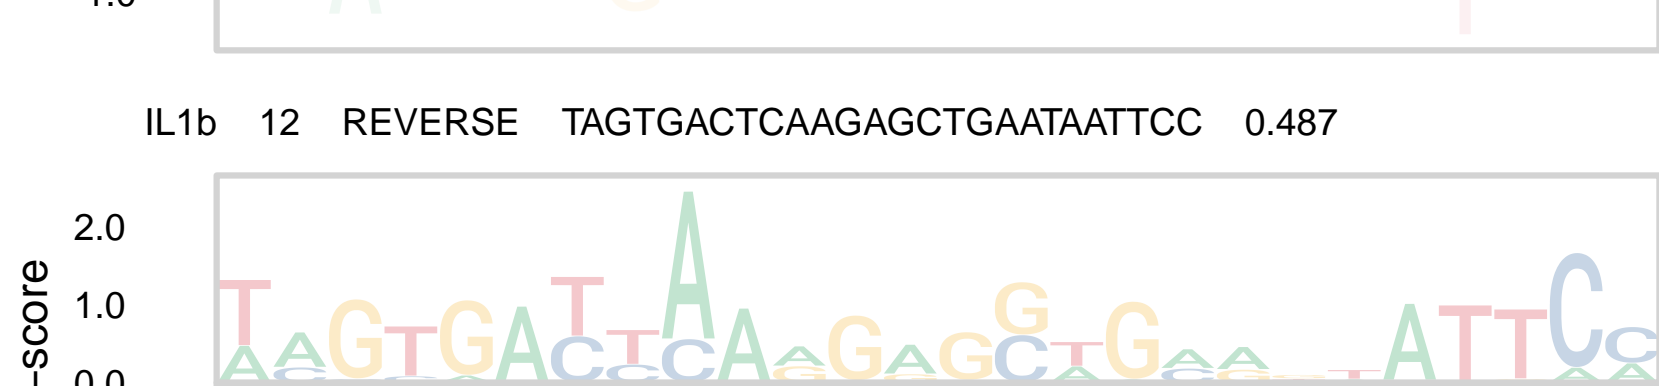 IL1b 12 REVERSE TAGTGACTCAAGAGCTGAATAATTCC 0.487
2.0
1.0
0.0
-score